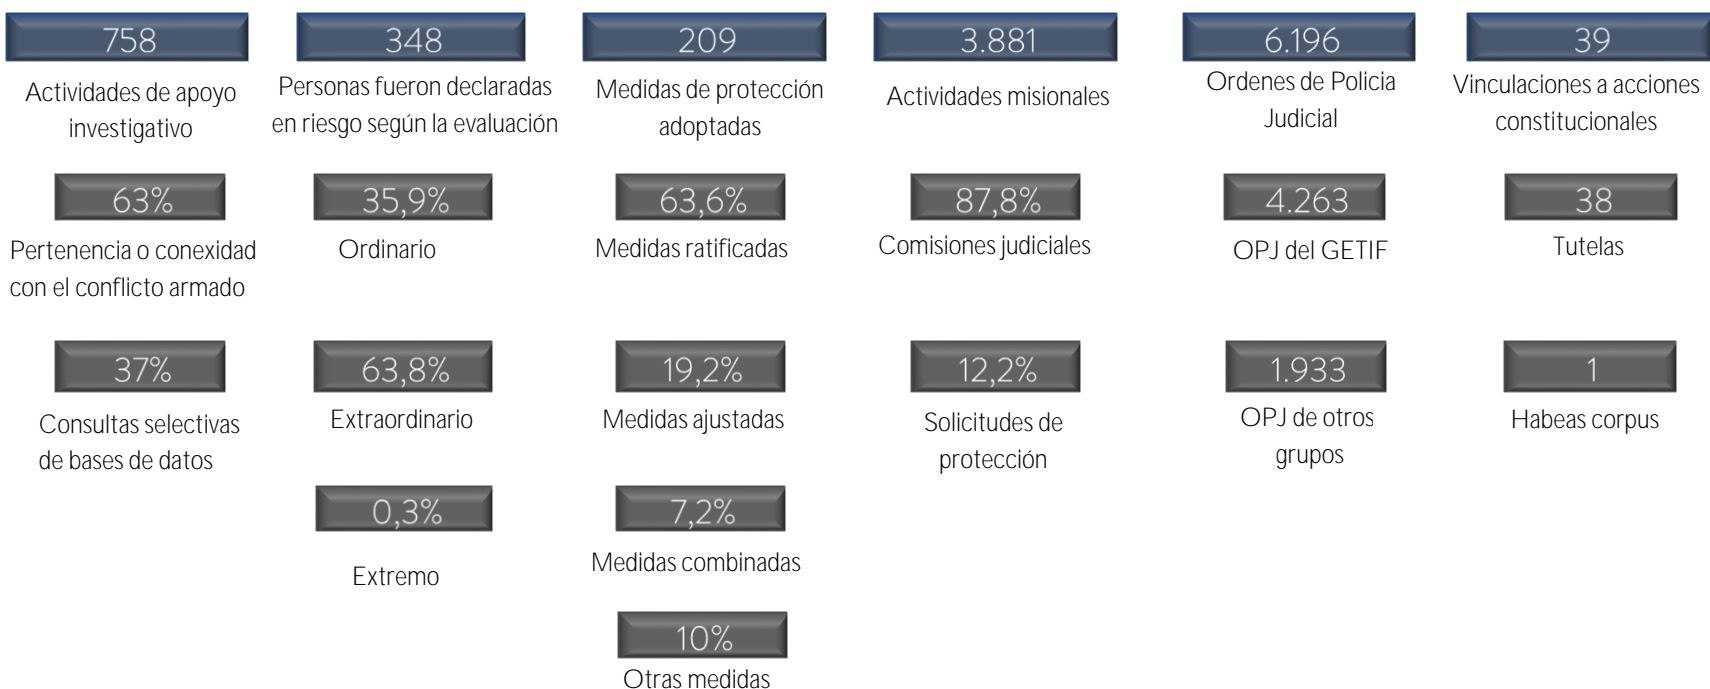 758
Actividades de apoyo
investigativo
63%
Pertenencia o conexidad
con el conflicto armado
37%
Consultas selectivas
de bases de datos
348
Personas fueron declaradas
en riesgo según la evaluación
35,9%
Ordinario
63,8%
Extraordinario
0,3%
Extremo
209
Medidas de protección
adoptadas
63,6%
Medidas ratificadas
19,2%
Medidas ajustadas
7,2%
Medidas combinadas
10%
Otras medidas
3.881
Actividades misionales
87,8%
Comisiones judiciales
12,2%
Solicitudes de
protección
6.196
Ordenes de Policia
Judicial
4.263
OPJ del GETIF
1.933
OPJ de otros
grupos
39
Vinculaciones a acciones
constitucionales
38
Tutelas
1
Habeas corpus